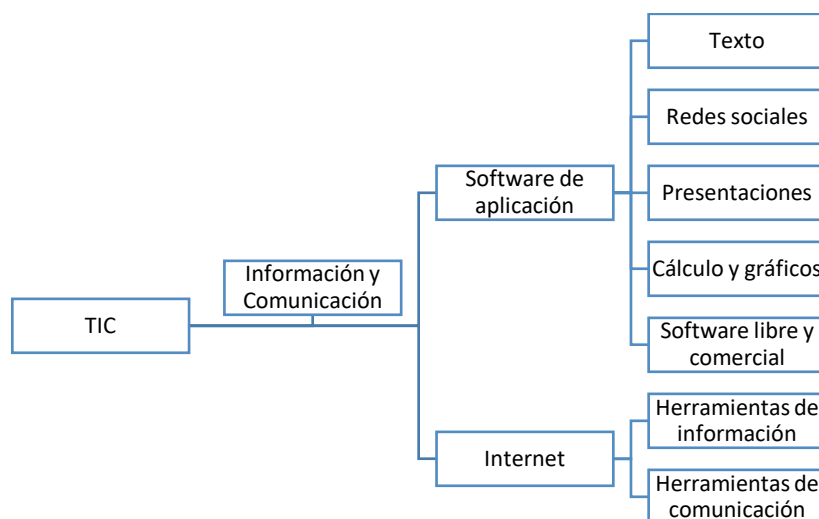 TIC
Información y
Comunicación
Software de
aplicación
Texto
Redes sociales
Presentaciones
Cálculo y gráficos
Software libre y
comercial
Internet
Herramientas de
información
Herramientas de
comunicación